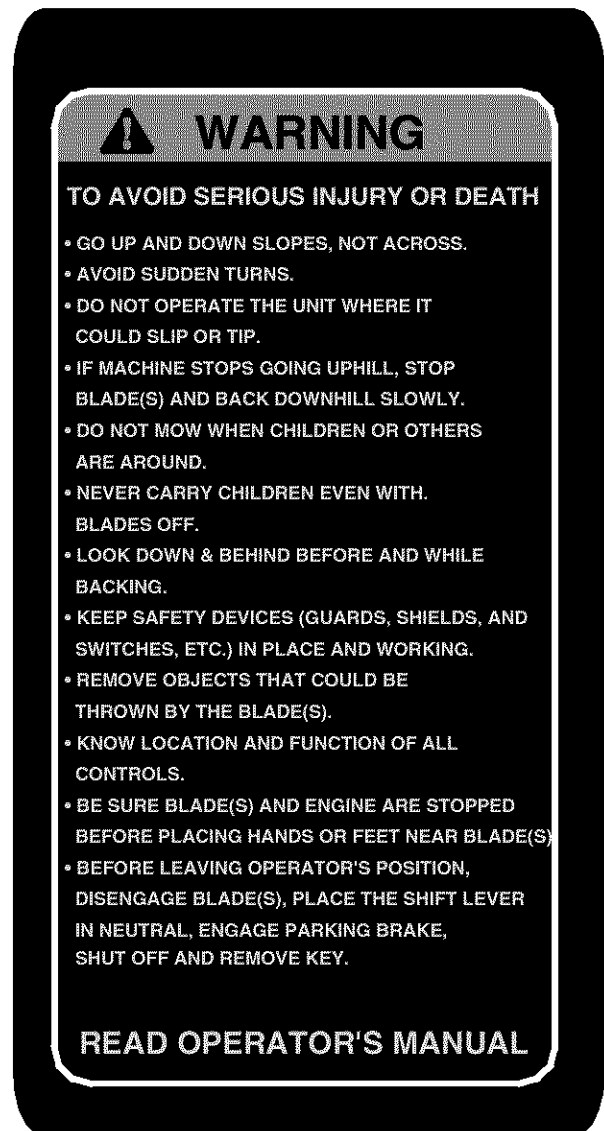 WARNING
TO AVOID SERIOUS INJURY OR DEATH
• GO UP AND DOWN SLOPES, NOT ACROSS.
• AVOID SUDDEN TURNS.
• DO NOT OPERATE THE UNIT WHERE IT
COULD SLIP OR TIP.
• IF MACHINE STOPS GOING UPHILL, STOP
BLADE(S) AND BACK DOWNHILL SLOWLY.
• DO NOT MOW WHEN CHILDREN OR OTHERS
ARE AROUND.
• NEVER CARRY CHILDREN EVEN WITH.
BLADES OFF.
• LOOK DOWN & BEHIND BEFORE AND WHILE
BACKING.
• KEEP SAFETY DEVICES (GUARDS, SHIELDS, AND
SWITCHES, ETC.) IN PLACE AND WORKING.
• REMOVE OBJECTS THAT COULD BE
THROWN BY THE BLADE(S).
• KNOW LOCATION AND FUNCTION OF ALL
CONTROLS.
• BE SURE BLADE(S) AND ENGINE ARE STOPPED
BEFORE PLACING HANDS OR FEET NEAR BLADE(S)
• BEFORE LEAVING OPERATOR'S POSITION,
DISENGAGE BLADE(S), PLACE THE SHIFT LEVER
IN NEUTRAL, ENGAGE PARKING BRAKE,
SHUT OFF AND REMOVE KEY.
READ OPERATOR'S MANUAL